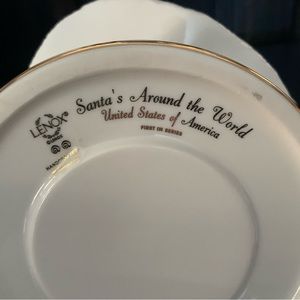 LENOX
Santa's Around the World
United States of America
FIRST IN SERIES